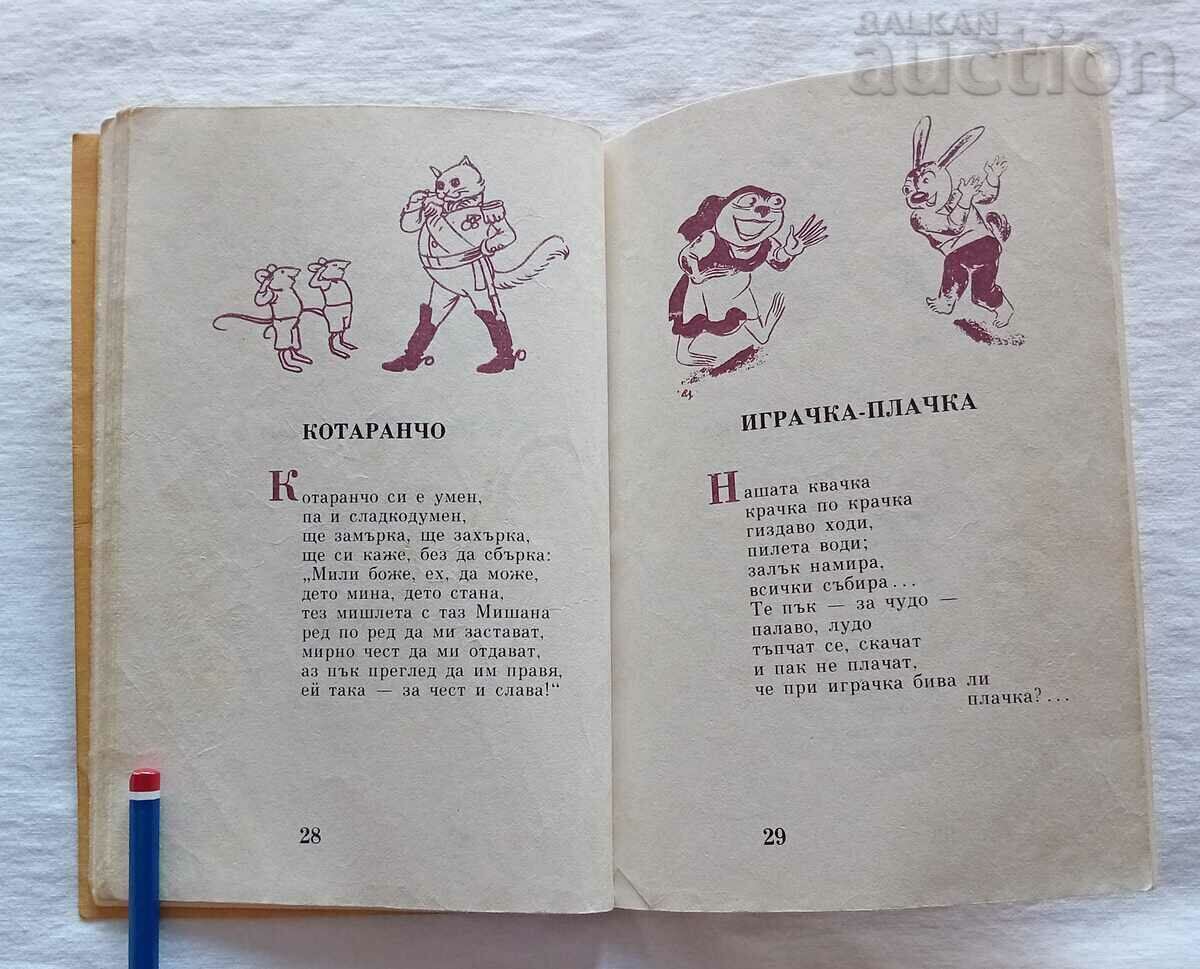 BALKAN
auction
КОТАРАНЧО
Котаранчо си е умен,
па и сладкодумен,
ще замърка, ще захърка,
ще си каже, без да сбърка:
„Мили боже, ех, да може,
дето мина, дето стана,
тез мишлета с таз Мишана
ред по ред да ми застават,
мирно чест да ми отдават,
аз пък преглед да им правя,
ей така — за чест и слава!“
28
ИГРАЧКА-ПЛАЧКА
Нашата квачка
крачка по крачка
гиздаво ходи,
пилета води;
залък намира,
всички събира...
Те пък — за чудо —
палаво, лудо
тъпчат се, скачат
и пак не плачат,
че при играчка бива ли
плачка?...
29